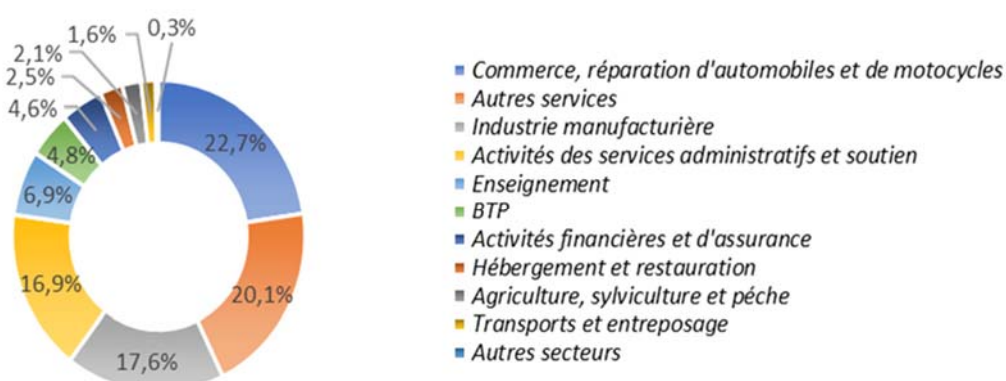 1,6%
0,3%
2,1%
2,5%
4,6%
4,8%
6,9%
16,9%
17,6%
20,1%
22,7%
Commerce, réparation d'automobiles et de motocycles
Autres services
Industrie manufacturière
Activités des services administratifs et soutien
Enseignement
BTP
Activités financières et d'assurance
Hébergement et restauration
Agriculture, sylviculture et péche
Transports et entreposage
Autres secteurs